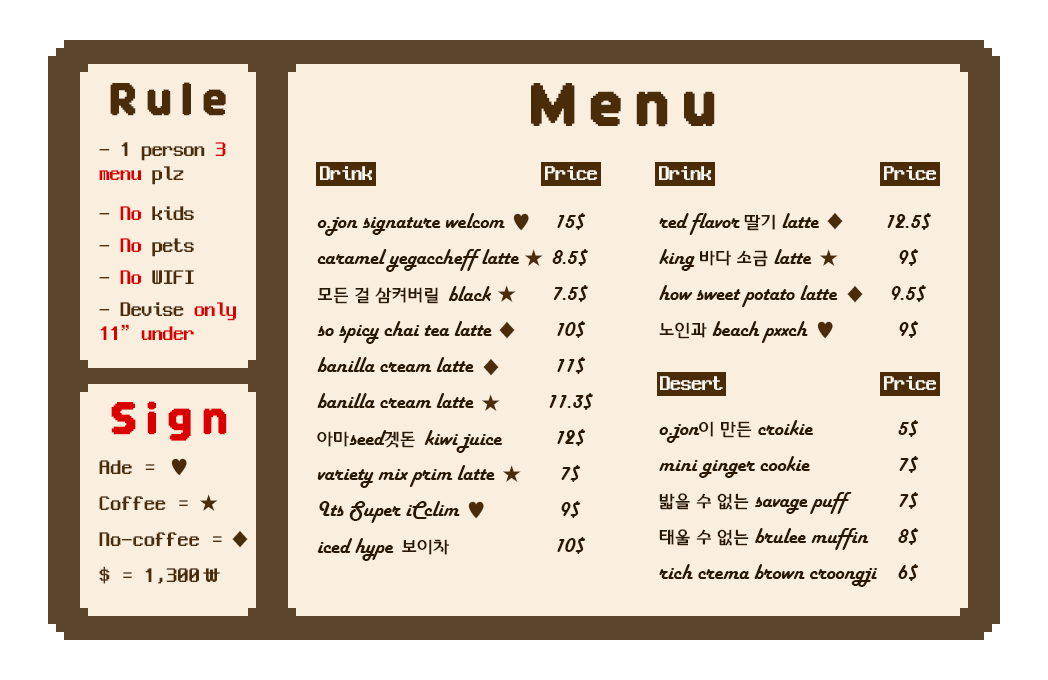 Rule
– 1 person 3
menu plz
– No kids
– No pets
– No WIFI
– Devise only
11” under
Sign
Ade = ♥
Coffee = ★
No-coffee = ◆
$ = 1,300₩
Menu
Drink Price
o.jon signature welcom ♥ 15$
caramel yegaccheff latte ★ 8.5$
모든 걸 삼켜버릴 black ★ 7.5$
so spicy chai tea latte ◆ 10$
banilla cream latte ◆ 11$
banilla cream latte ★ 11.3$
아마seed겟돈 kiwi juice 12$
variety mix prim latte ★ 7$
Its Super iCclim ♥ 9$
iced hype 보이차 10$
Drink Price
red flavor 딸기 latte ◆ 12.5$
king 바다 소금 latte ★ 9$
how sweet potato latte ◆ 9.5$
노인과 beach pxxch ♥ 9$
Desert Price
o.jon이 만든 croikie 5$
mini ginger cookie 7$
밟을 수 없는 savage puff 7$
태울 수 없는 brulee muffin 8$
rich crema brown croongji 6$